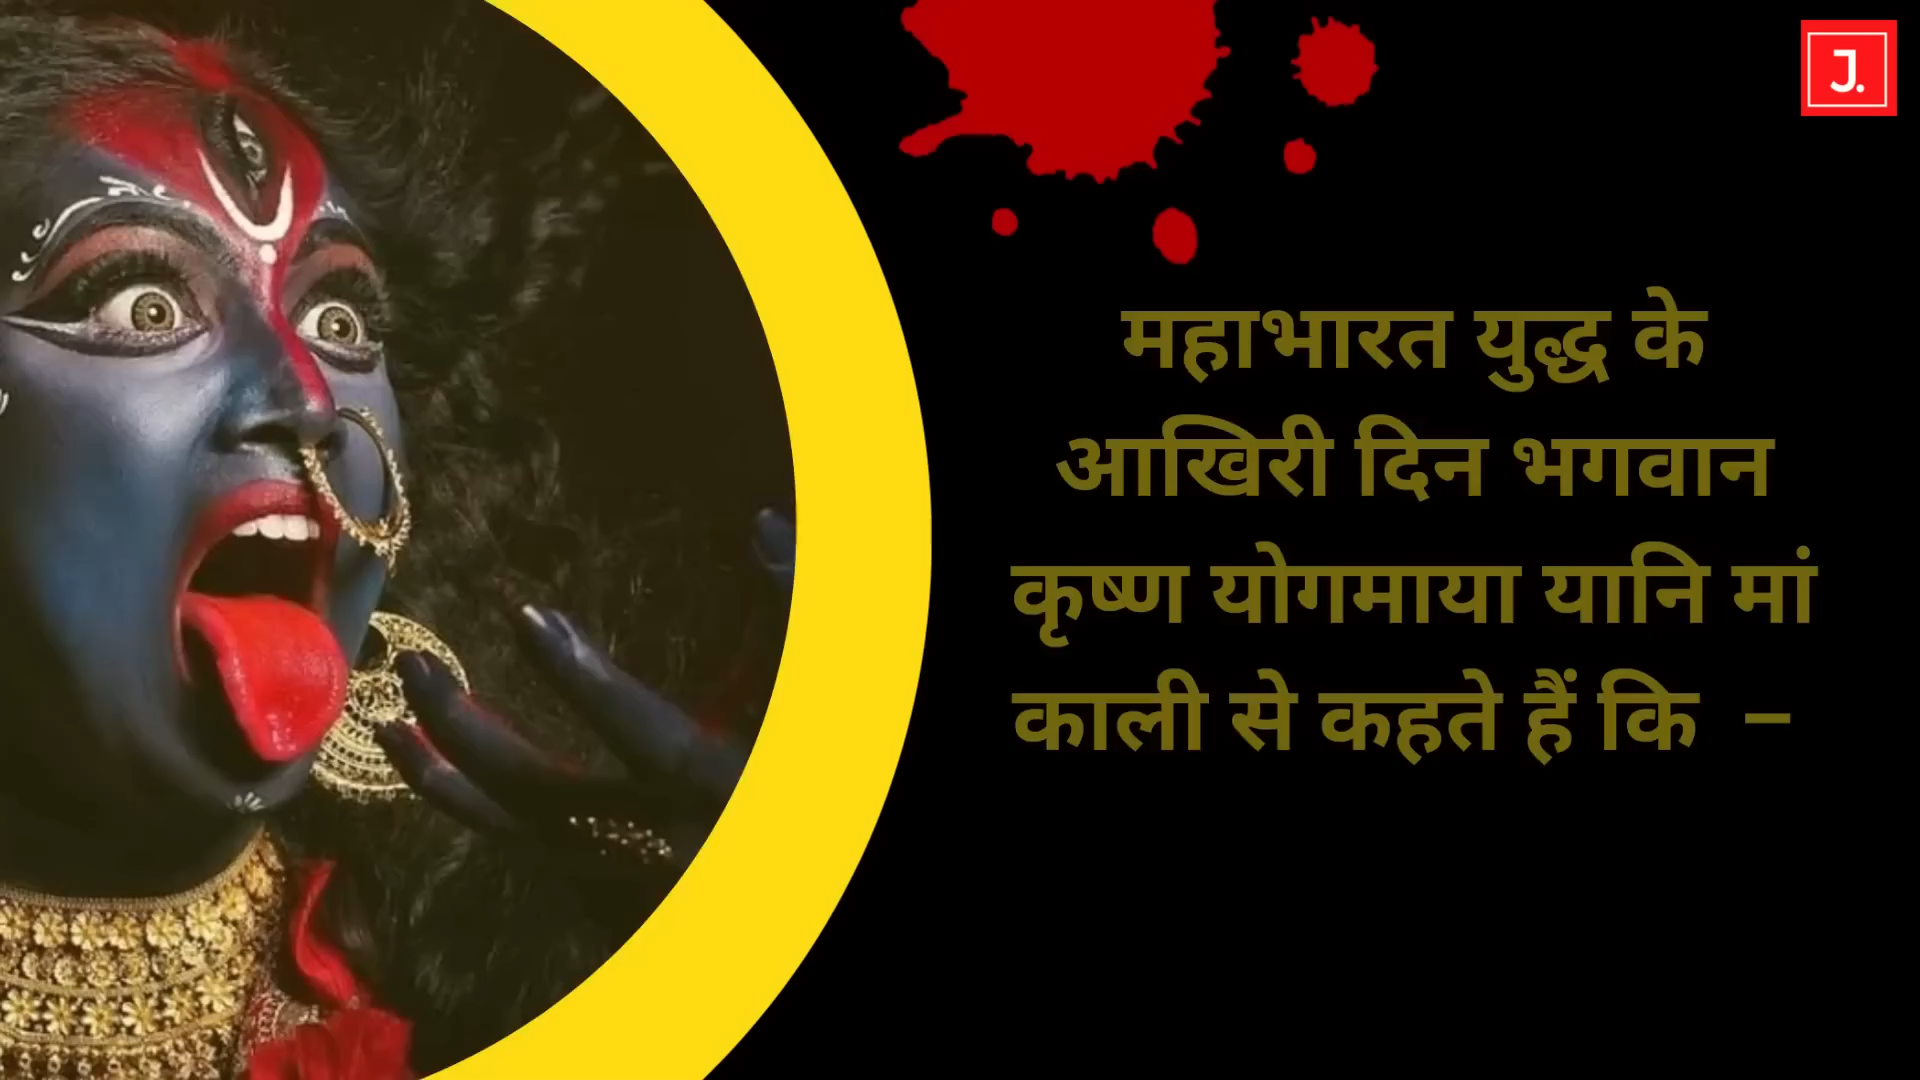 J.
महाभारत युद्ध के
आखिरी दिन भगवान
कृष्ण योगमाया यानि मां
काली से कहते हैं कि –